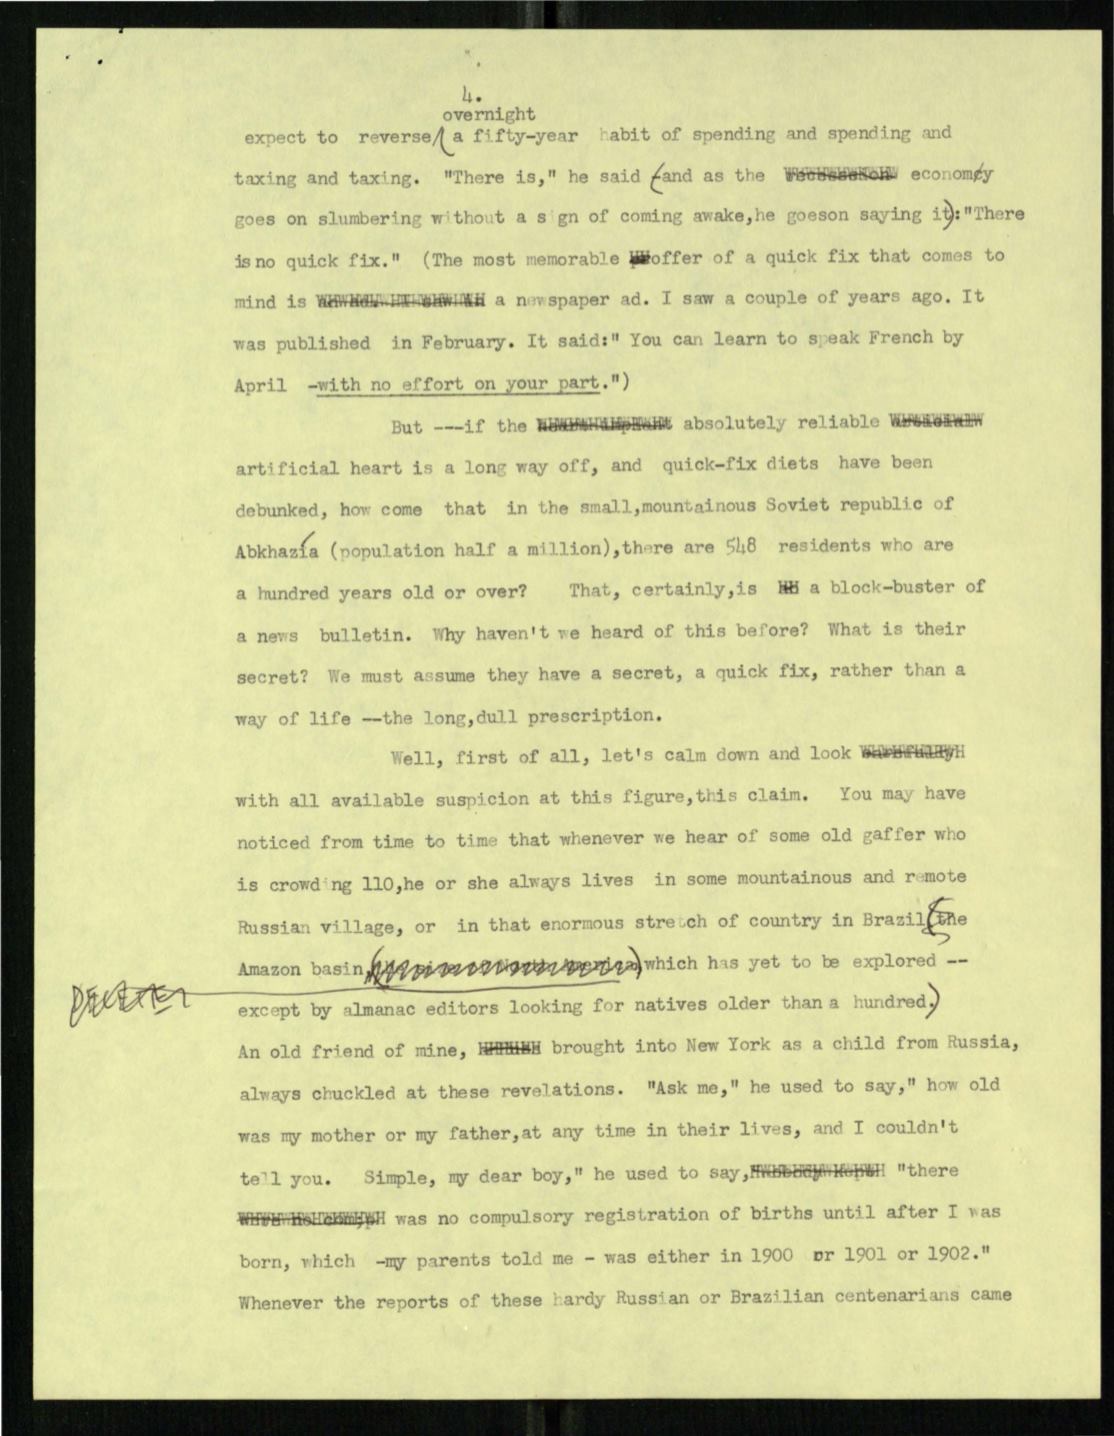 4.
overnight
expect to reverse/( a fifty-year habit of spending and spending and
taxing and taxing. "There is," he said (and as the economy
goes on slumbering without a sign of coming awake,he goeson saying it):"There
is no quick fix." (The most memorable offer of a quick fix that comes to
mind is a newspaper ad. I saw a couple of years ago. It
was published in February. It said:" You can learn to speak French by
April -with no effort on your part.")
But ---if the absolutely reliable
artificial heart is a long way off, and quick-fix diets have been
debunked, how come that in the small,mountainous Soviet republic of
Abkhazia (population half a million),there are 548 residents who are
a hundred years old or over? That, certainly,is a block-buster of
a news bulletin. Why haven't we heard of this before? What is their
secret? We must assume they have a secret, a quick fix, rather than a
way of life --the long,dull prescription.
Well, first of all, let's calm down and look
with all available suspicion at this figure,this claim. You may have
noticed from time to time that whenever we hear of some old gaffer who
is crowding 110,he or she always lives in some mountainous and remote
Russian village, or in that enormous stretch of country in Brazil(the
Amazon basin, which has yet to be explored --
except by almanac editors looking for natives older than a hundred.)
An old friend of mine, brought into New York as a child from Russia,
always chuckled at these revelations. "Ask me," he used to say," how old
was my mother or my father,at any time in their lives, and I couldn't
tell you. Simple, my dear boy," he used to say, "there
was no compulsory registration of births until after I was
born, which -my parents told me - was either in 1900 or 1901 or 1902."
Whenever the reports of these hardy Russian or Brazilian centenarians came